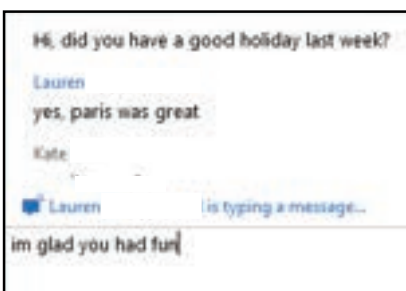 Hi, did you have a good holiday last week?
Lauren
yes, paris was great
Kate
Lauren is typing a message...
im glad you had fun